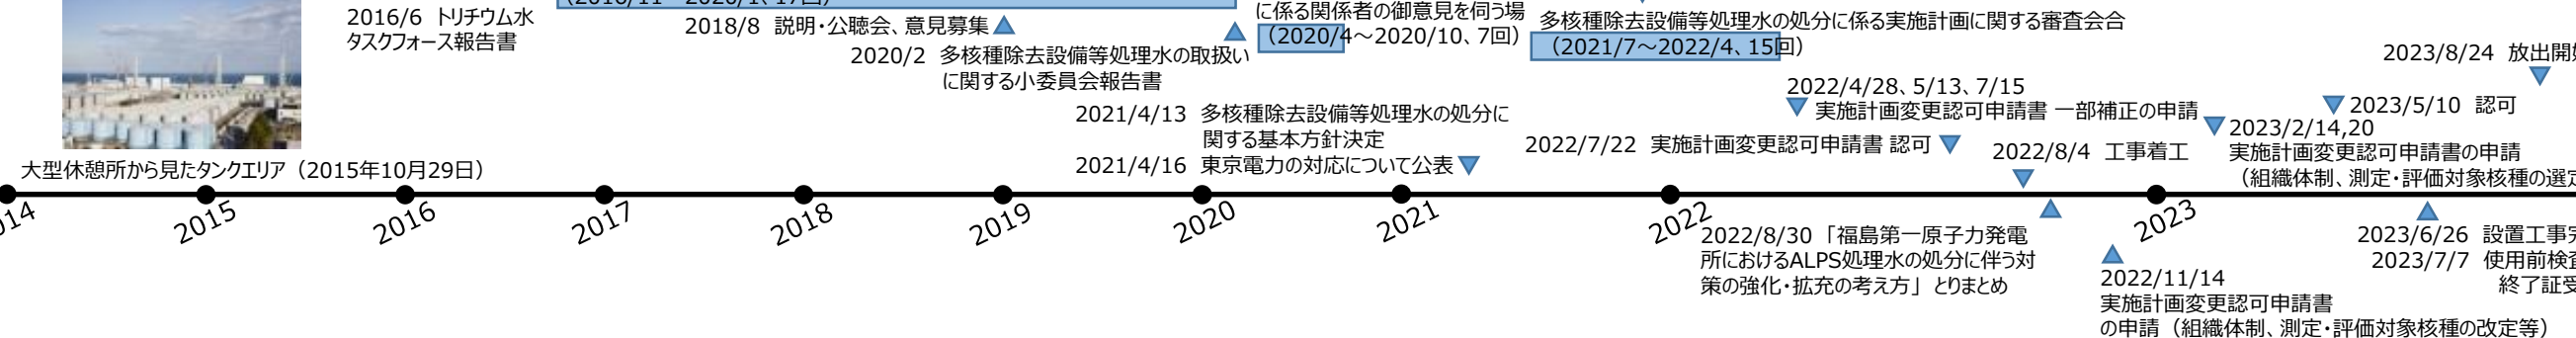 2016/6 トリチウム水
タスクフォース報告書
2018/8 説明・公聴会、意見募集
2020/2 多核種除去設備等処理水の取扱い
に関する小委員会報告書
に係る関係者の御意見を伺う場
（2020/4～2020/10、7回）
多核種除去設備等処理水の処分に係る実施計画に関する審査会合
（2021/7～2022/4、15回）
2021/4/13 多核種除去設備等処理水の処分に
関する基本方針決定
2021/4/16 東京電力の対応について公表
2022/4/28、5/13、7/15
実施計画変更認可申請書 一部補正の申請
2022/7/22 実施計画変更認可申請書 認可
2022/8/4 工事着工
2023/8/24 放出開
2023/5/10 認可
2023/2/14,20
実施計画変更認可申請書の申請
（組織体制、測定・評価対象核種の選
大型休憩所から見たタンクエリア（2015年10月29日）
014
2015
2016
2017
2018
2019
2020
2021
2022
2023
2022/8/30 「福島第一原子力発電
所におけるALPS処理水の処分に伴う対
策の強化・拡充の考え方」とりまとめ
2022/11/14
実施計画変更認可申請書
の申請（組織体制、測定・評価対象核種の改定等）
2023/6/26 設置工事
2023/7/7 使用前検
終了証